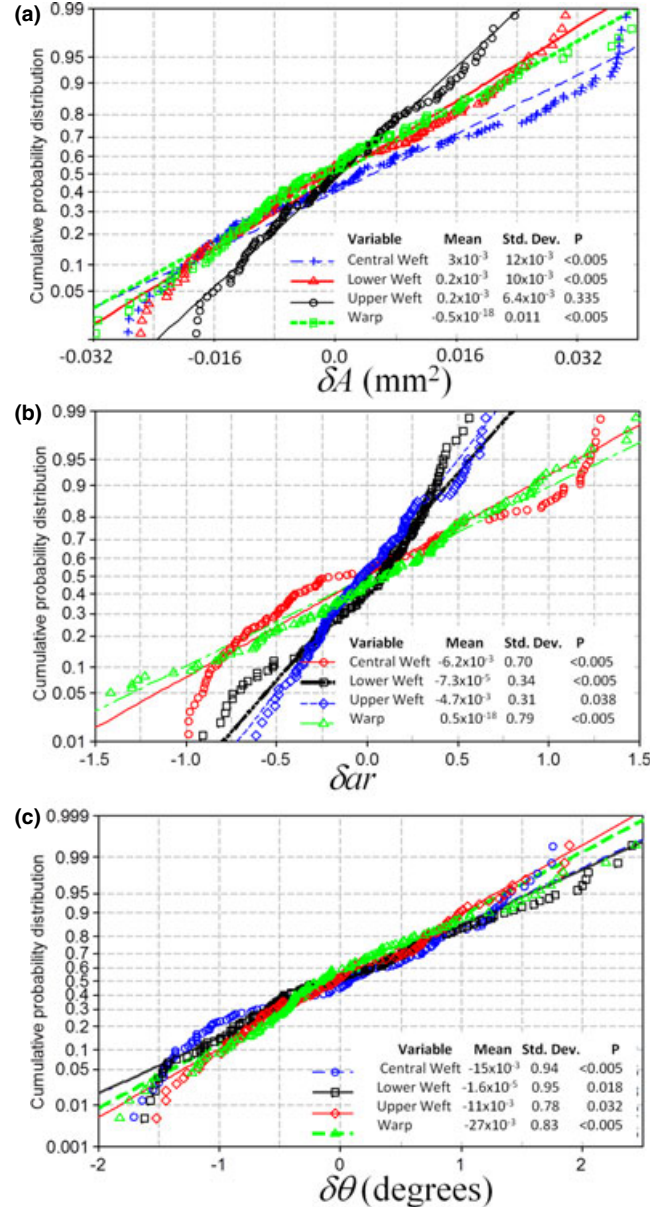 (a)
Cumulative probability distribution
0.99
0.95
0.9
0.8
0.7
0.6
0.5
0.4
0.3
0.2
0.1
0.05
Variable Mean Std. Dev. P
Central Weft 3x10⁻³ 12x10⁻³ <0.005
Lower Weft 0.2x10⁻³ 10x10⁻³ <0.005
Upper Weft 0.2x10⁻³ 6.4x10⁻³ 0.335
Warp -0.5x10⁻¹⁸ 0.011 <0.005
-0.032 -0.016 0.0 0.016 0.032
δA (mm²)
(b)
Cumulative probability distribution
0.99
0.95
0.9
0.8
0.7
0.6
0.5
0.4
0.3
0.2
0.1
0.05
0.01
Variable Mean Std. Dev. P
Central Weft -6.2x10⁻³ 0.70 <0.005
Lower Weft -7.3x10⁻⁵ 0.34 <0.005
Upper Weft -4.7x10⁻³ 0.31 0.038
Warp 0.5x10⁻¹⁸ 0.79 <0.005
-1.5 -1.0 -0.5 0.0 0.5 1.0 1.5
δar
(c)
Cumulative probability distribution
0.999
0.99
0.95
0.9
0.8
0.7
0.6
0.5
0.4
0.3
0.2
0.1
0.05
0.01
0.001
Variable Mean Std. Dev. P
Central Weft -15x10⁻³ 0.94 <0.005
Lower Weft -1.6x10⁻⁵ 0.95 0.018
Upper Weft -11x10⁻³ 0.78 0.032
Warp -27x10⁻³ 0.83 <0.005
-2 -1 0 1 2
δθ (degrees)